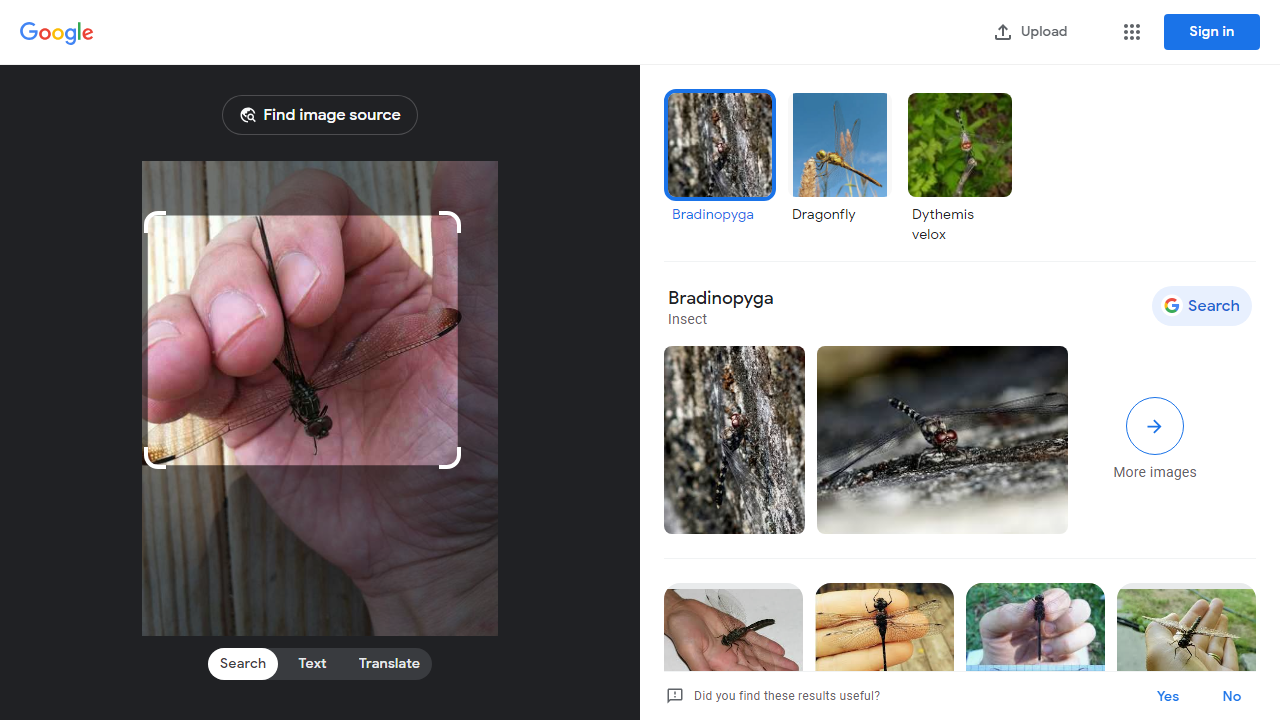 Google
Upload
Sign in
Find image source
Bradinopyga
Dragonfly
Dythemis
velox
Bradinopyga
Insect
Search
More images
Search
Text
Translate
Did you find these results useful?
Yes
No